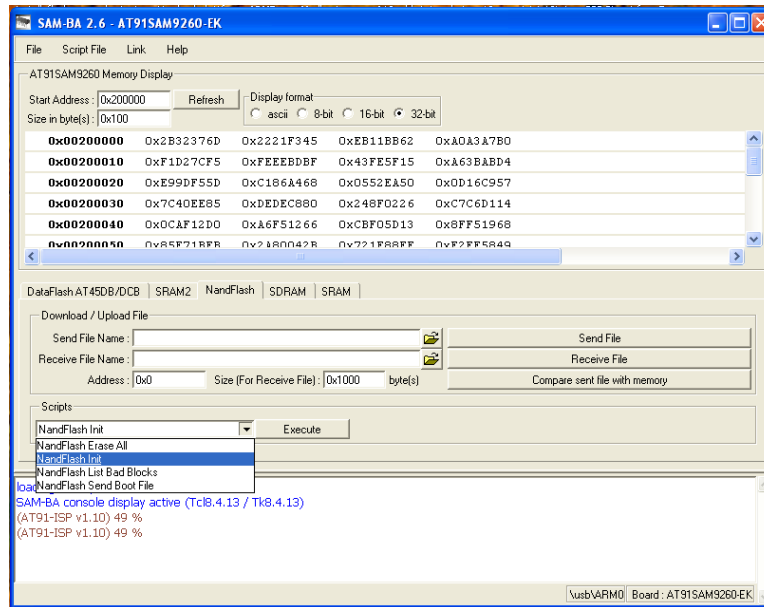 SAM-BA 2.6 - AT91SAM9260-EK
File Script File Link Help
AT91SAM9260 Memory Display
Start Address : 0x200000 Refresh
Size in byte(s) : 0x100
Display format
ascii 8-bit 16-bit 32-bit
0x00200000 0x2B32376D 0x2221F345 0xEB11BB62 0xA0A3A7B0
0x00200010 0xF1D27CF5 0xFEEEBDBF 0x43FE5F15 0xA63BABD4
0x00200020 0xE99DF55D 0xC186A468 0x0552EA50 0x0D16C957
0x00200030 0x7C40EE85 0xDEDEC880 0x248F0226 0xC7C6D114
0x00200040 0x0CAF12D0 0xA6F51266 0xCBF05D13 0x8FF51968
0x00200050
DataFlash AT45DB/DCB SRAM2 NandFlash SDRAM SRAM
Download / Upload File
Send File Name : Send File
Receive File Name : Receive File
Address : 0x0 Size (For Receive File) : 0x1000 byte(s) Compare sent file with memory
Scripts
NandFlash Init Execute
NandFlash Erase All
NandFlash Init
NandFlash List Bad Blocks
NandFlash Send Boot File
SAM-BA console display active (Tcl8.4.13 / Tk8.4.13)
(AT91-ISP v1.10) 49 %
(AT91-ISP v1.10) 49 %
\usb\ARM0 Board : AT91SAM9260-EK